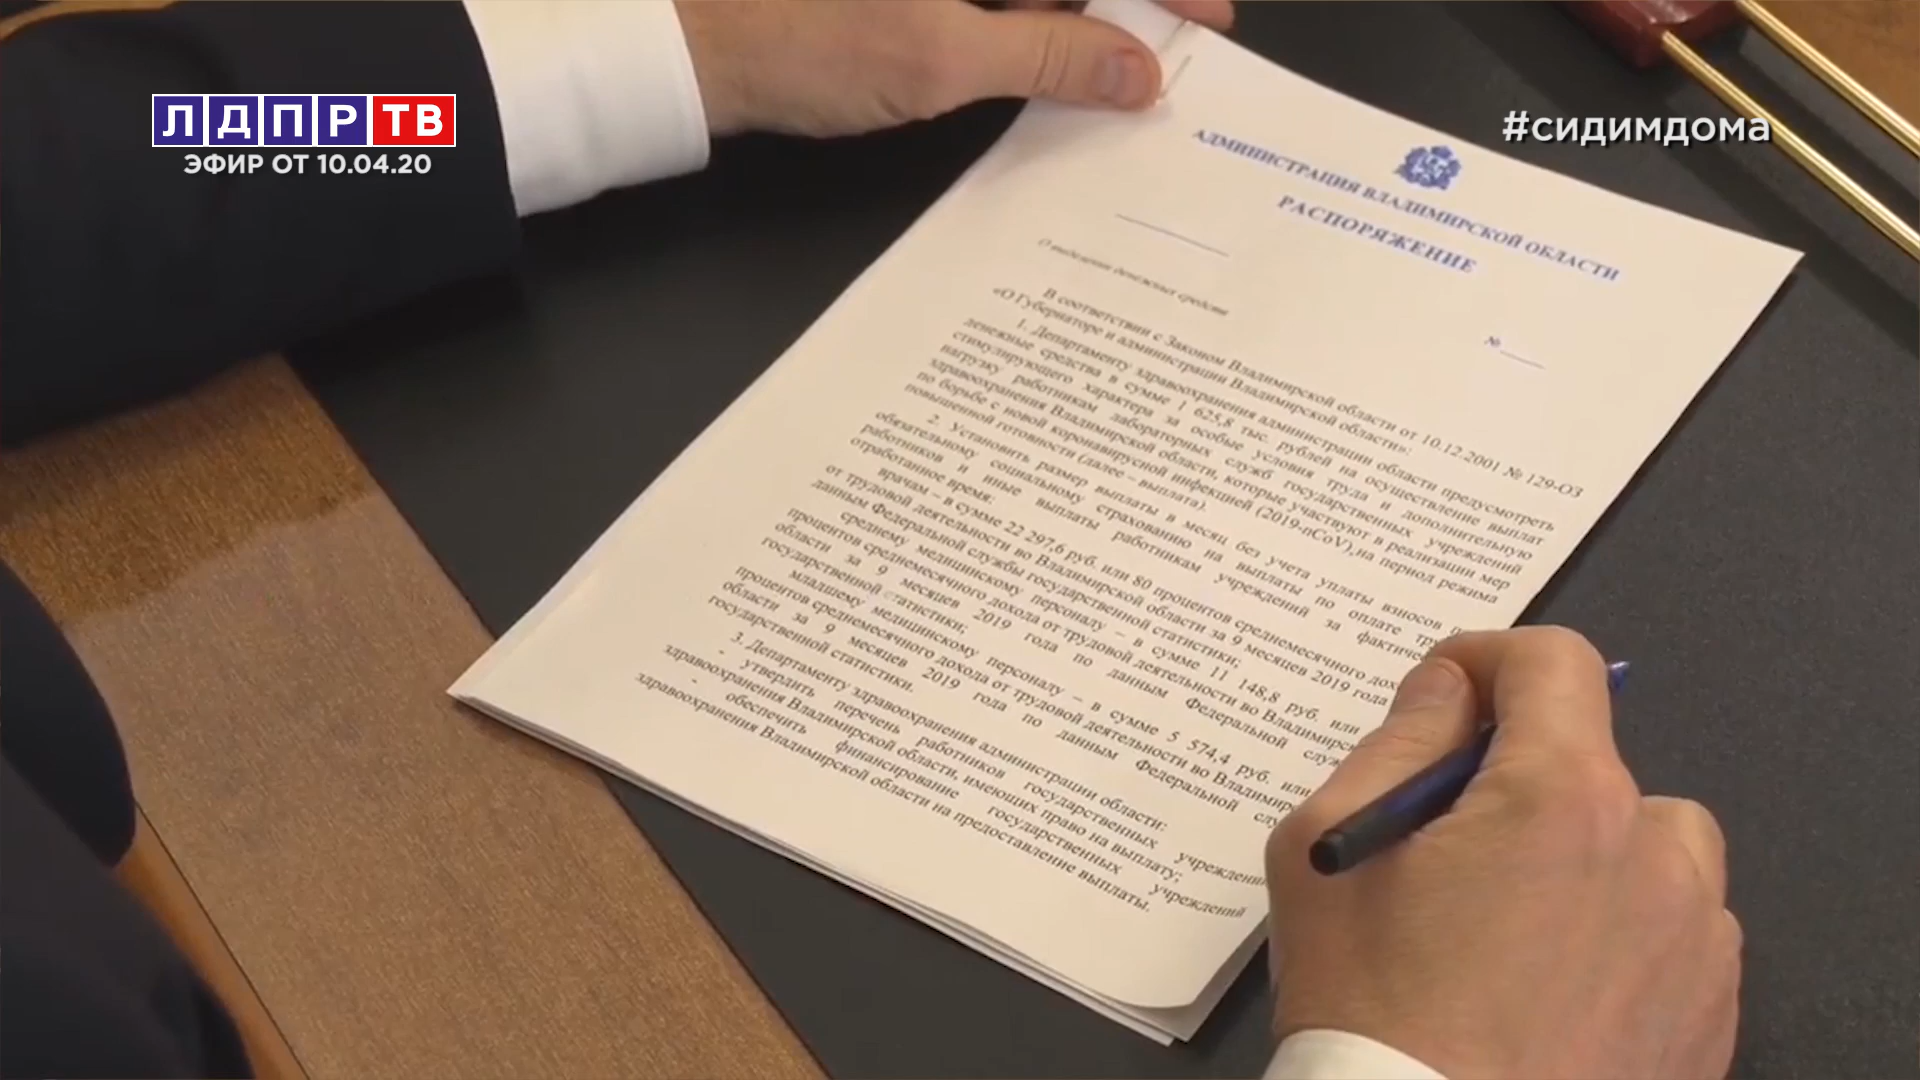 ЛДПР ТВ
ЭФИР ОТ 10.04.20
#сидимдома
АДМИНИСТРАЦИЯ ВЛАДИМИРСКОЙ ОБЛАСТИ
РАСПОРЯЖЕНИЕ
№
О выделении денежных средств
В соответствии с Законом Владимирской области от 10.12.2001 № 129-ОЗ
«О Губернаторе и администрации Владимирской области»:
1. Департаменту здравоохранения администрации области предусмотреть
денежные средства в сумме 1 625,8 тыс. рублей на осуществление выплат
стимулирующего характера за особые условия труда и дополнительную
нагрузку работникам лабораторных служб государственных учреждений
здравоохранения Владимирской области, которые участвуют в реализации мер
по борьбе с новой коронавирусной инфекцией (2019-nCoV),на период режима
повышенной готовности (далее – выплата).
2. Установить размер выплаты в месяц без учета уплаты взносов
обязательному социальному страхованию на выплаты по оплате
работников и иные выплаты работникам учреждений за
отработанное время:
врачам – в сумме 22 297,6 руб. или 80 процентов среднемесячного
от трудовой деятельности во Владимирской области за 9 месяцев 2019 года
данным Федеральной службы государственной статистики;
среднему медицинскому персоналу – в сумме 11 148,8 руб. или
процентов среднемесячного дохода от трудовой деятельности во
области за 9 месяцев 2019 года по данным Федеральной
государственной статистики;
младшему медицинскому персоналу – в сумме 5 574,4 руб. или
процентов среднемесячного дохода от трудовой деятельности во
области за 9 месяцев 2019 года по данным Федеральной
государственной статистики.
3. Департаменту здравоохранения администрации области:
- утвердить перечень работников государственных учреждений
здравоохранения Владимирской области, имеющих право на выплату;
- обеспечить финансирование государственных учреждений
здравоохранения Владимирской области на предоставление выплаты.